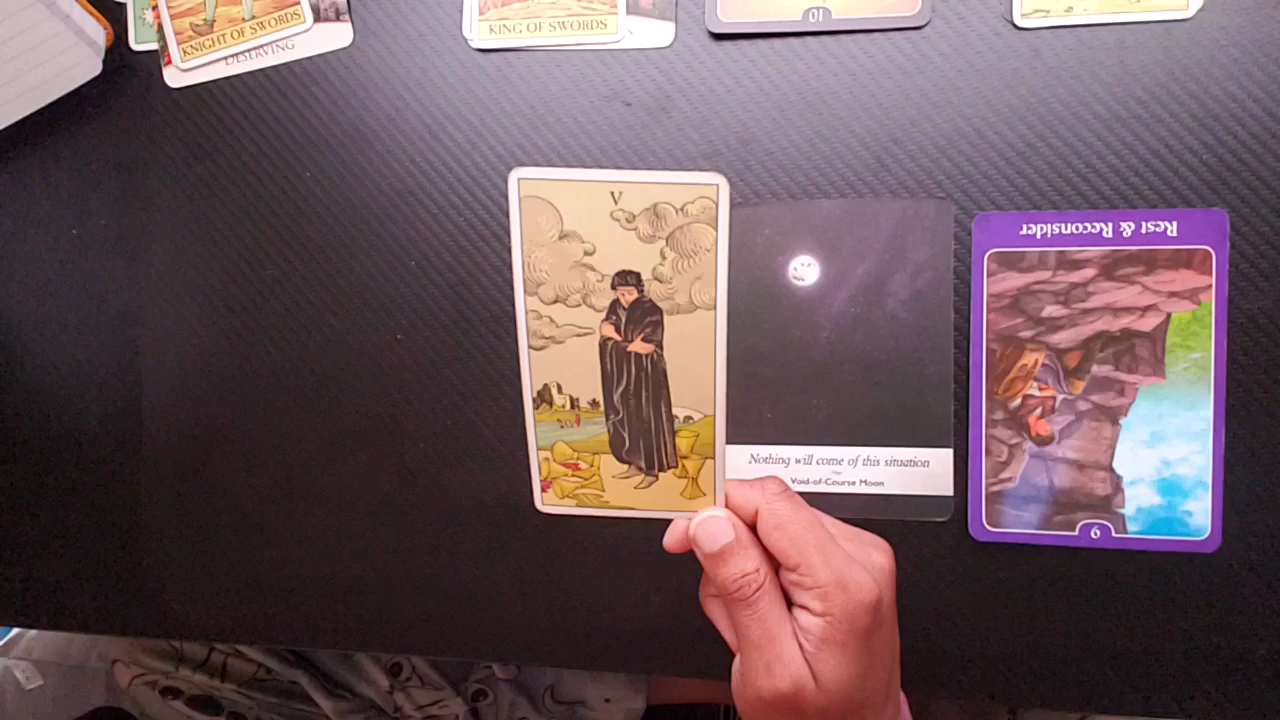 KNIGHT OF SWORDS
DESERVING
KING OF SWORDS
10
V
Nothing will come of this situation
Void-of-Course Moon
Rest & Reconsider
9